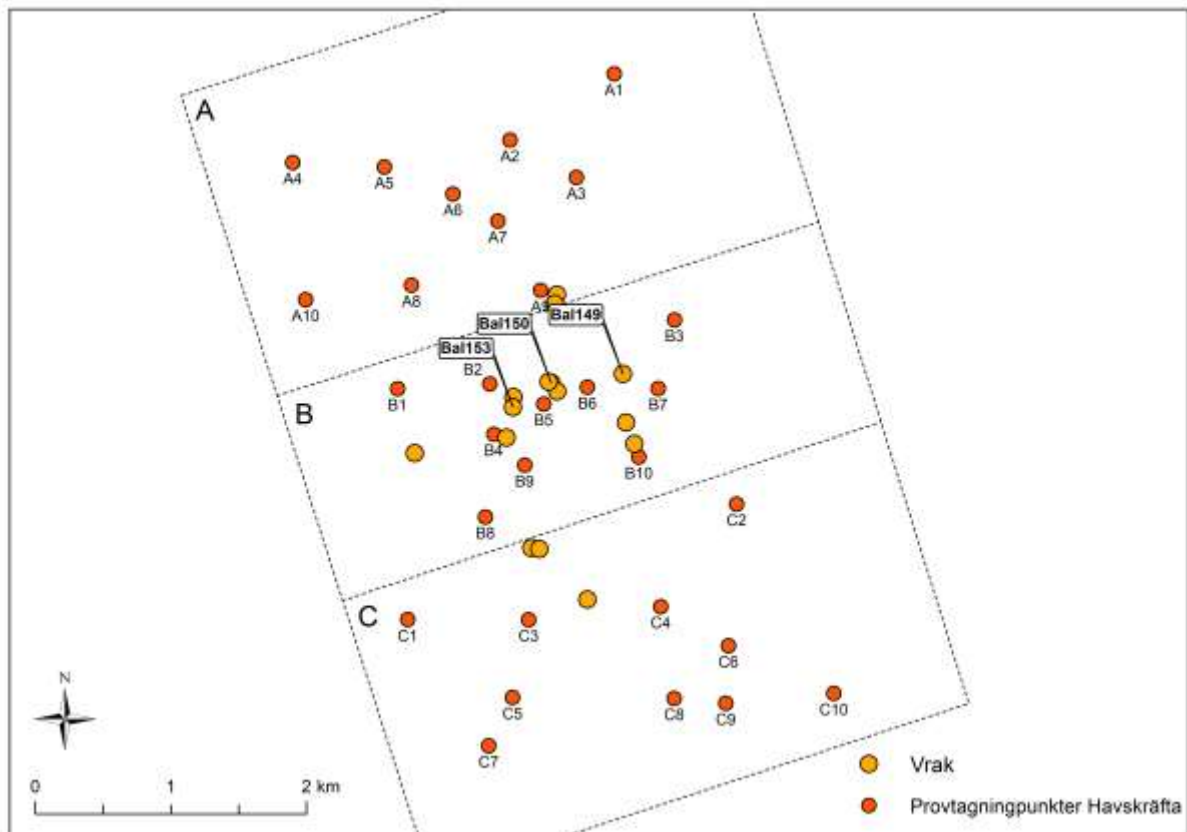 A1
A
A2
A4
A5
A3
A6
A7
A8
A9
A10
Bal149
Bal150
B3
Bal153
B2
B1
B6
B7
B
B5
B4
B9
B10
C2
B8
C
C1
C3
C4
C6
N
C5
C8
C9
C10
C7
Vrak
0 1 2 km
Provtagningpunkter Havskräfta